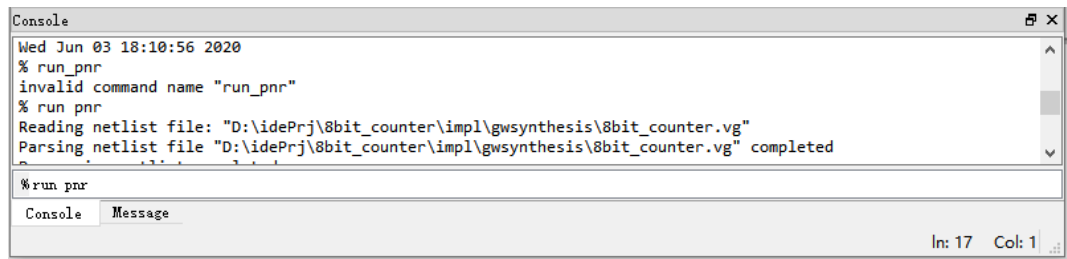 Console
Wed Jun 03 18:10:56 2020
% run_pnr
invalid command name "run_pnr"
% run pnr
Reading netlist file: "D:\idePrj\8bit_counter\impl\gwsynthesis\8bit_counter.vg"
Parsing netlist file "D:\idePrj\8bit_counter\impl\gwsynthesis\8bit_counter.vg" completed
% run pnr
Console Message
ln: 17 Col: 1